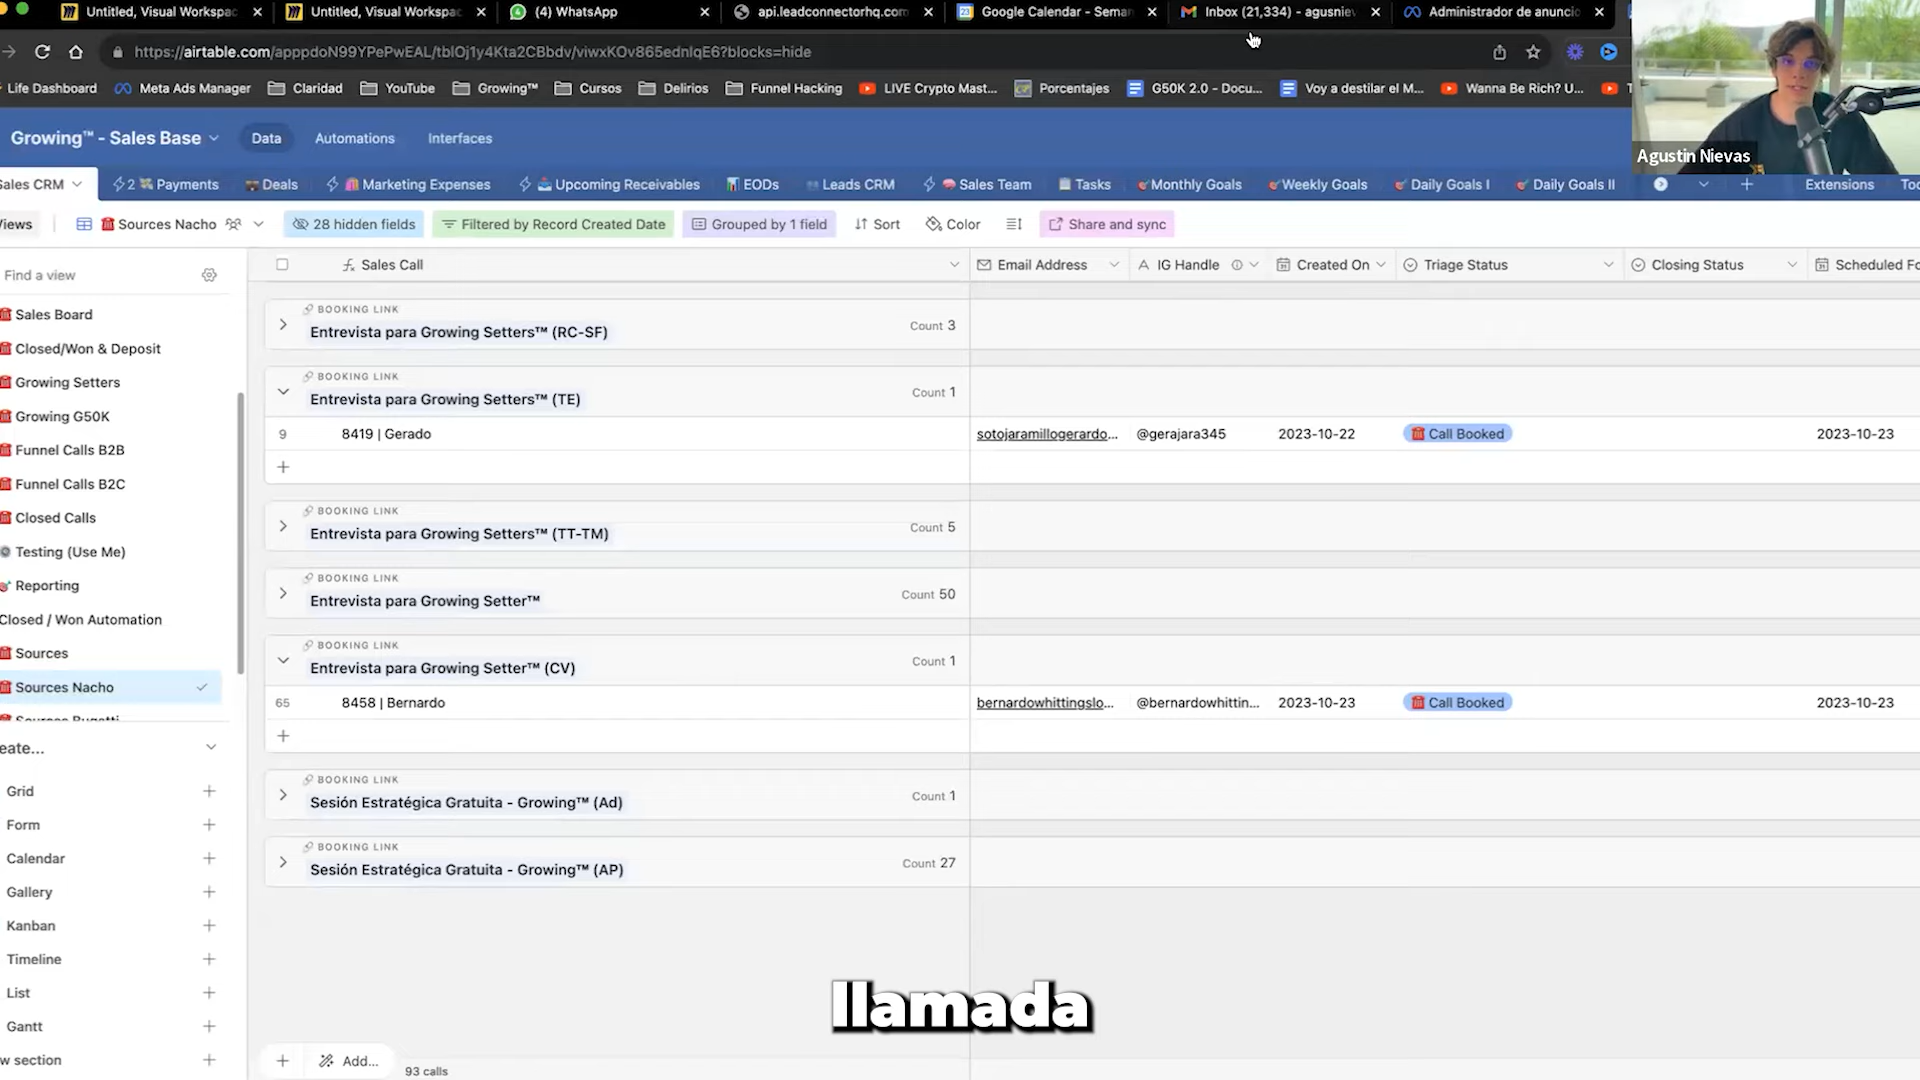 Untitled, Visual Workspac
Untitled, Visual Workspac
(4) WhatsApp
api.leadconnectorhq.com
Google Calendar - Seman
Inbox (21,334) - agusniev
Administrador de anuncio
https://airtable.com/apppdoN99YPePwEAL/tblOj1y4Kta2CBbdv/viwxKOv865ednlqE6?blocks=hide
Life Dashboard
Meta Ads Manager
Claridad
YouTube
Growing™
Cursos
Delirios
Funnel Hacking
LIVE Crypto Mast...
Porcentajes
G50K 2.0 - Docu...
Voy a destilar el M...
Wanna Be Rich? U...
Agustin Nievas
Growing™ - Sales Base
Data
Automations
Interfaces
Sales CRM
2 Payments
Deals
Marketing Expenses
Upcoming Receivables
EODs
Leads CRM
Sales Team
Tasks
Monthly Goals
Weekly Goals
Daily Goals I
Daily Goals II
Extensions
Too
Views
Sources Nacho
28 hidden fields
Filtered by Record Created Date
Grouped by 1 field
Sort
Color
Share and sync
Find a view
Sales Call
Email Address
IG Handle
Created On
Triage Status
Closing Status
Scheduled Fo
Sales Board
Closed/Won & Deposit
Growing Setters
Growing G50K
Funnel Calls B2B
Funnel Calls B2C
Closed Calls
Testing (Use Me)
Reporting
Closed / Won Automation
Sources
Sources Nacho
Sources Bugatti
eate...
Grid
Form
Calendar
Gallery
Kanban
Timeline
List
Gantt
w section
BOOKING LINK
Entrevista para Growing Setters™ (RC-SF)
Count 3
BOOKING LINK
Entrevista para Growing Setters™ (TE)
Count 1
9 8419 | Gerado sotojaramillogerardo... @gerajara345 2023-10-22 Call Booked 2023-10-23
BOOKING LINK
Entrevista para Growing Setters™ (TT-TM)
Count 5
BOOKING LINK
Entrevista para Growing Setter™
Count 50
BOOKING LINK
Entrevista para Growing Setter™ (CV)
Count 1
65 8458 | Bernardo bernardowhittingslo... @bernardowhittin... 2023-10-23 Call Booked 2023-10-23
BOOKING LINK
Sesión Estratégica Gratuita - Growing™ (Ad)
Count 1
BOOKING LINK
Sesión Estratégica Gratuita - Growing™ (AP)
Count 27
llamada
Add...
93 calls